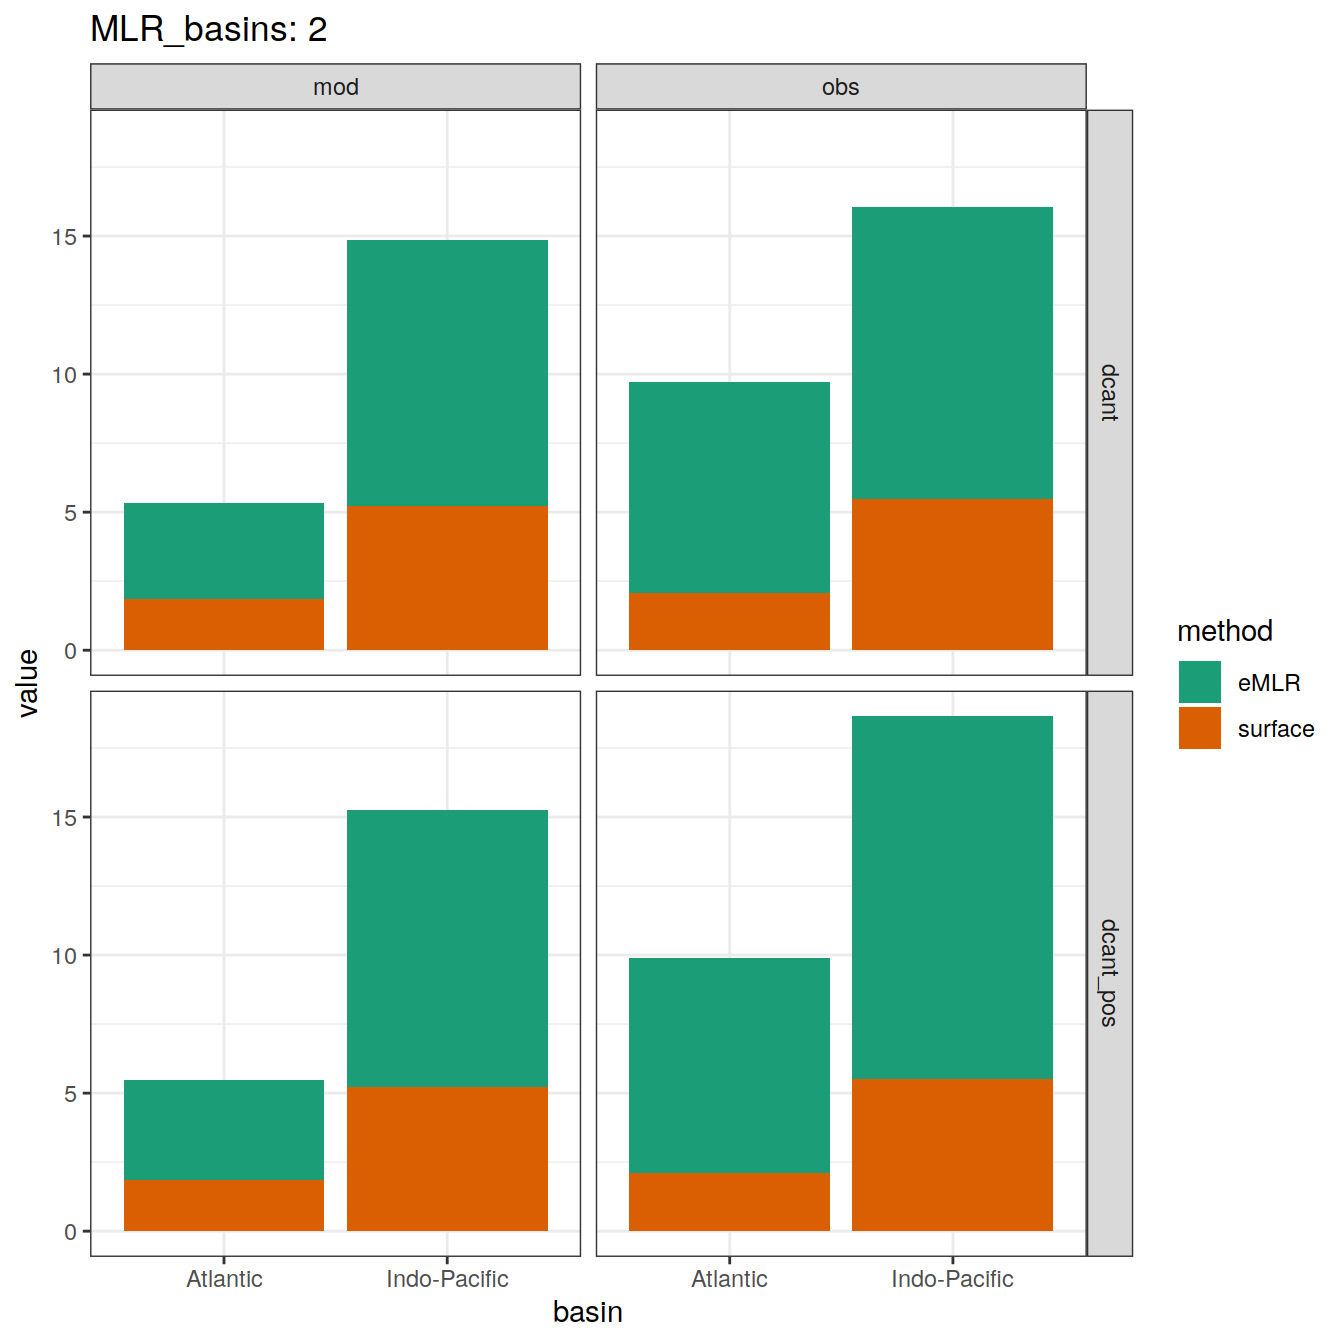 MLR_basins: 2
mod
obs
15
10
5
0
dcant
15
10
5
0
dcant_pos
value
Atlantic
Indo-Pacific
Atlantic
Indo-Pacific
basin
method
eMLR
surface